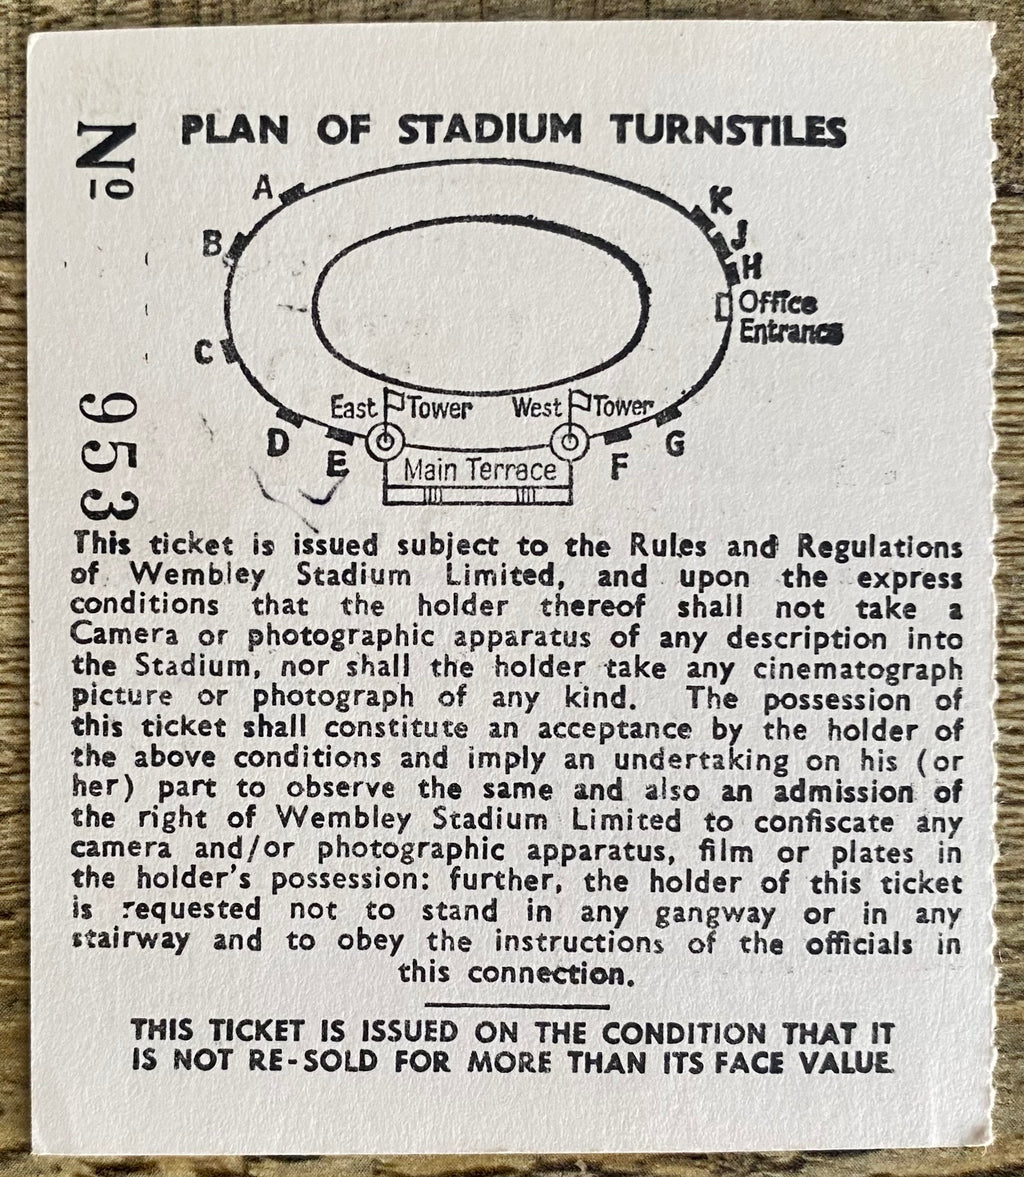 PLAN OF STADIUM TURNSTILES
Nº 953
A
K
B
J
H
Office
Entrance
C
East Tower
West Tower
D
E
Main Terrace
F
G
This ticket is issued subject to the Rules and Regulations
of Wembley Stadium Limited, and upon the express
conditions that the holder thereof shall not take a
Camera or photographic apparatus of any description into
the Stadium, nor shall the holder take any cinematograph
picture or photograph of any kind. The possession of
this ticket shall constitute an acceptance by the holder of
the above conditions and imply an undertaking on his (or
her) part to observe the same and also an admission of
the right of Wembley Stadium Limited to confiscate any
camera and/or photographic apparatus, film or plates in
the holder's possession: further, the holder of this ticket
is requested not to stand in any gangway or in any
stairway and to obey the instructions of the officials in
this connection.
THIS TICKET IS ISSUED ON THE CONDITION THAT IT
IS NOT RE-SOLD FOR MORE THAN ITS FACE VALUE.